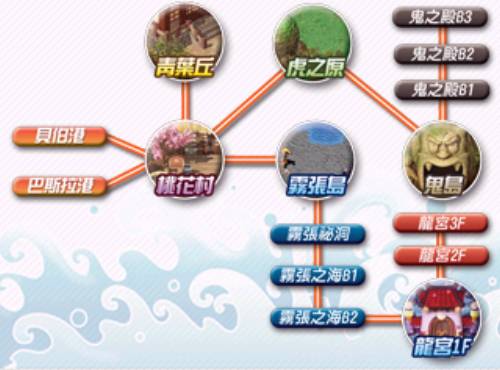 鬼之殿B3
鬼之殿B2
鬼之殿B1
青葉丘
虎之原
貝旧港
巴斯拉港
桃花村
霧張島
鬼島
霧張祕洞
霧張之海B1
霧張之海B2
龍宮3F
龍宮2F
龍宮1F